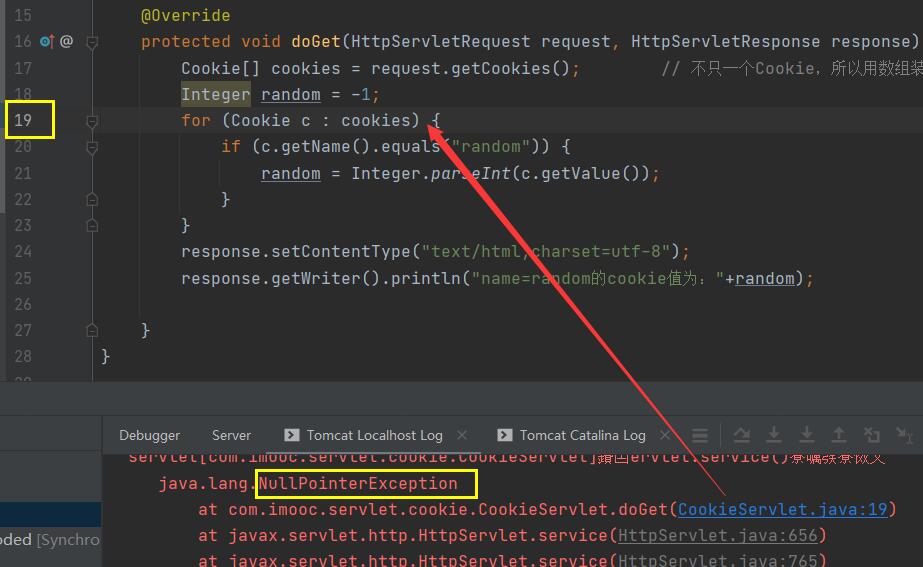 15 @Override
16 @ protected void doGet(HttpServletRequest request, HttpServletResponse response)
17 Cookie[] cookies = request.getCookies(); // 不只一个Cookie，所以用数组装
18 Integer random = -1;
19 for (Cookie c : cookies) {
20 if (c.getName().equals("random")) {
21 random = Integer.parseInt(c.getValue());
22 }
23 }
24 response.setContentType("text/html;charset=utf-8");
25 response.getWriter().println("name=random的cookie值为："+random);
26
27 }
28 }
Debugger Server Tomcat Localhost Log Tomcat Catalina Log
servlet[com.imooc.servlet.cookie.CookieServlet]
java.lang.NullPointerException
at com.imooc.servlet.cookie.CookieServlet.doGet(CookieServlet.java:19)
at javax.servlet.http.HttpServlet.service(HttpServlet.java:656)
oded [Synchro
at javax.servlet.http.HttpServlet.service(HttpServlet.java:765)